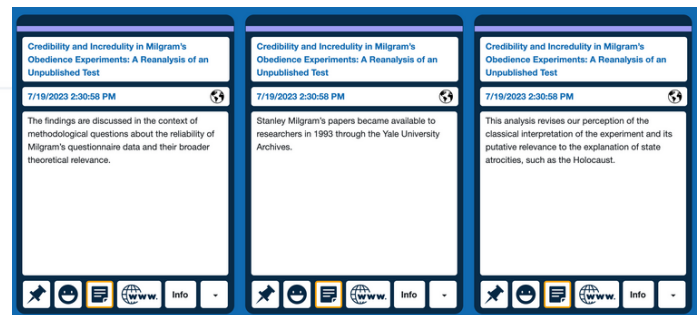 Credibility and Incredulity in Milgram's
Obedience Experiments: A Reanalysis of an
Unpublished Test
7/19/2023 2:30:58 PM
The findings are discussed in the context of
methodological questions about the reliability of
Milgram's questionnaire data and their broader
theoretical relevance.
www.
Info
Credibility and Incredulity in Milgram's
Obedience Experiments: A Reanalysis of an
Unpublished Test
7/19/2023 2:30:58 PM
Stanley Milgram's papers became available to
researchers in 1993 through the Yale University
Archives.
www.
Info
Credibility and Incredulity in Milgram's
Obedience Experiments: A Reanalysis of an
Unpublished Test
7/19/2023 2:30:58 PM
This analysis revises our perception of the
classical interpretation of the experiment and its
putative relevance to the explanation of state
atrocities, such as the Holocaust.
www.
Info